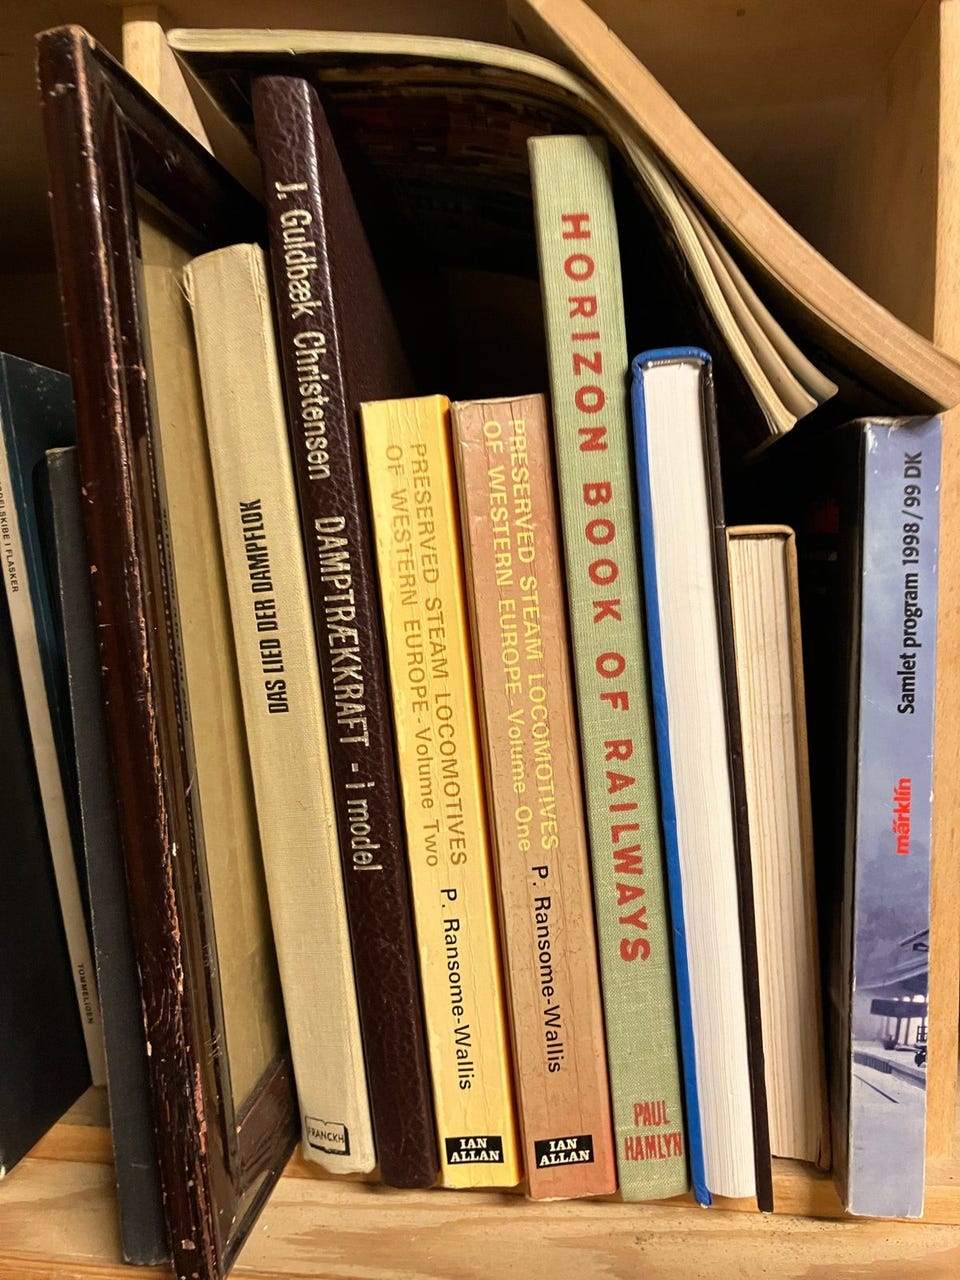 I FLASKER
TOMMELIDEN
DAS LIED DER DAMPFLOK
FRANCKH
J. Guldbæk Christensen DAMPTRÆKKRAFT - i model
PRESERVED STEAM LOCOMOTIVES
OF WESTERN EUROPE-Volume Two
P. Ransome-Wallis
IAN
ALLAN
PRESERVED STEAM LOCOMOTIVES
OF WESTERN EUROPE-Volume One
P. Ransome-Wallis
IAN
ALLAN
HORIZON BOOK OF RAILWAYS
PAUL
HAMLYN
märklin Samlet program 1998/99 DK